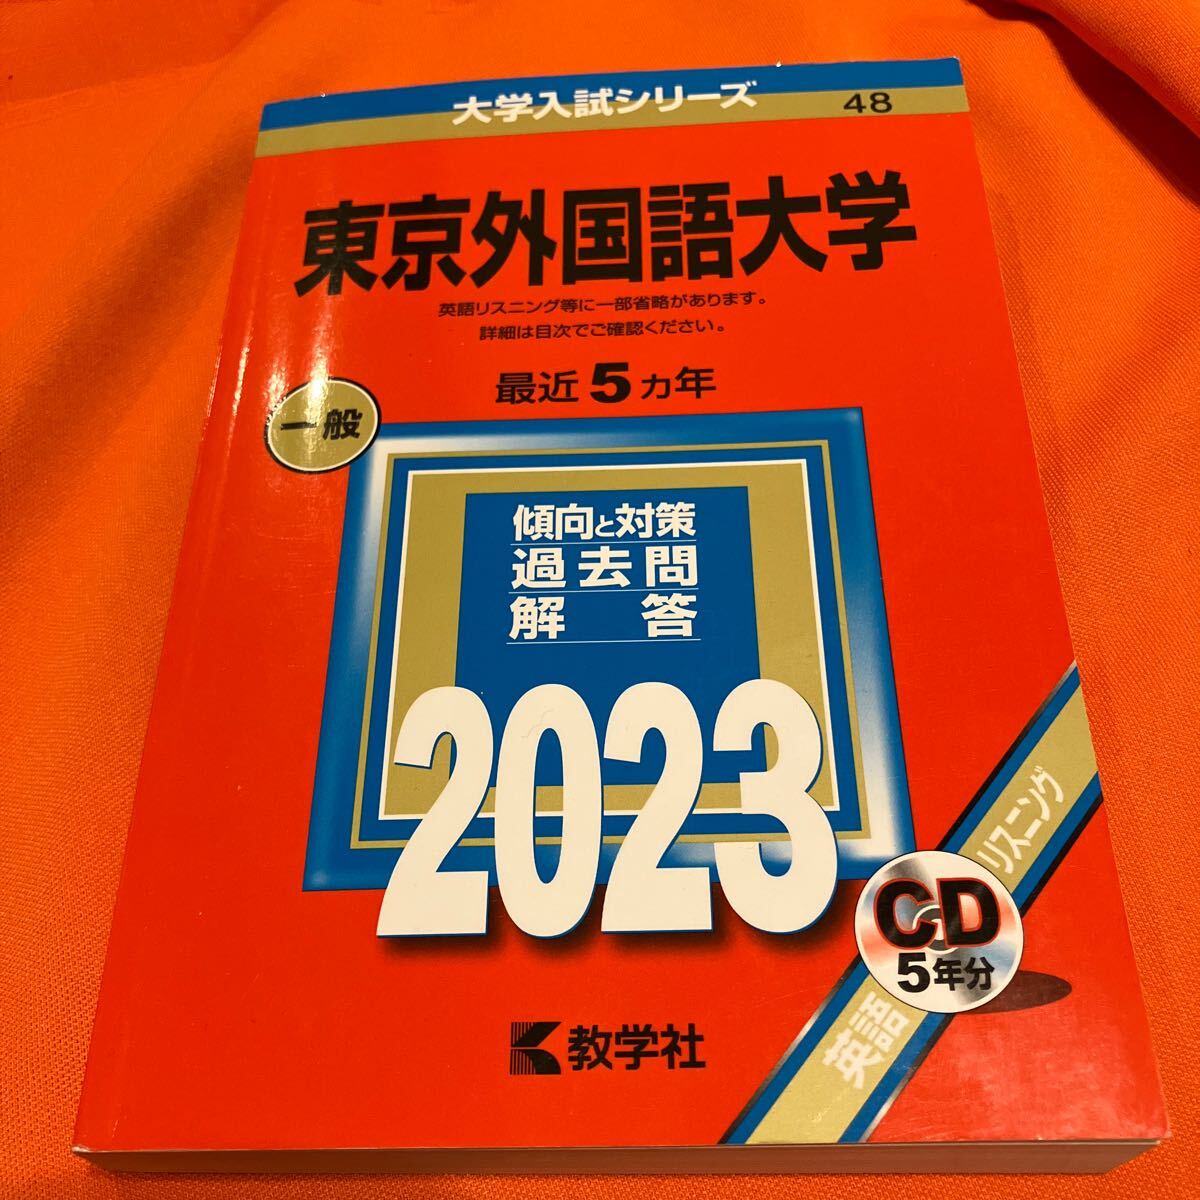 大学入試シリーズ
48
東京外国語大学
英語リスニング等に一部省略があります。
詳細は目次でご確認ください。
最近5カ年
一般
傾向と対策
過去問
解答
2023
英語 リスニング
CD
5年分
教学社